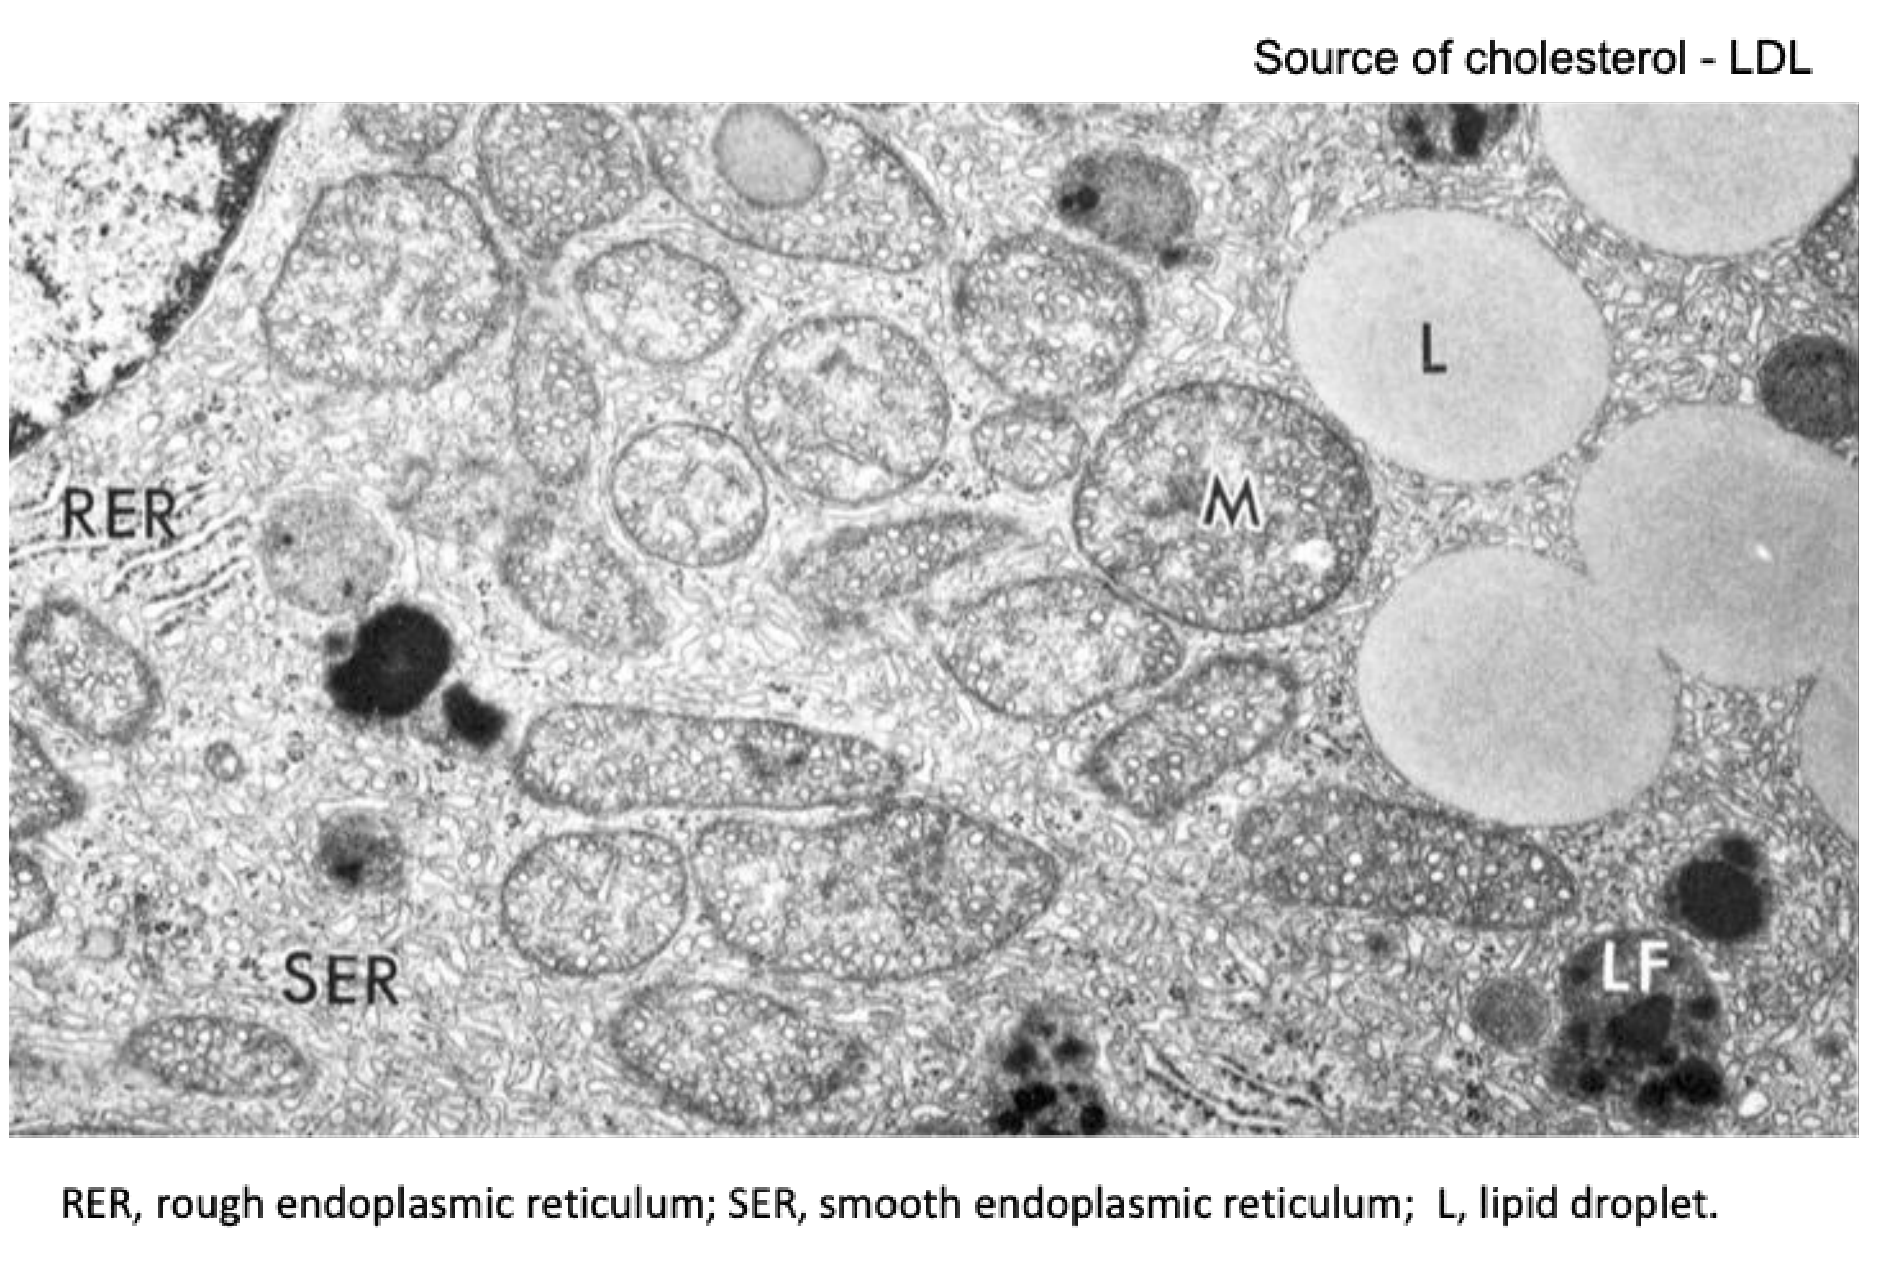 Source of cholesterol - LDL
L
M
RER
LF
SER
RER, rough endoplasmic reticulum; SER, smooth endoplasmic reticulum;  L, lipid droplet.